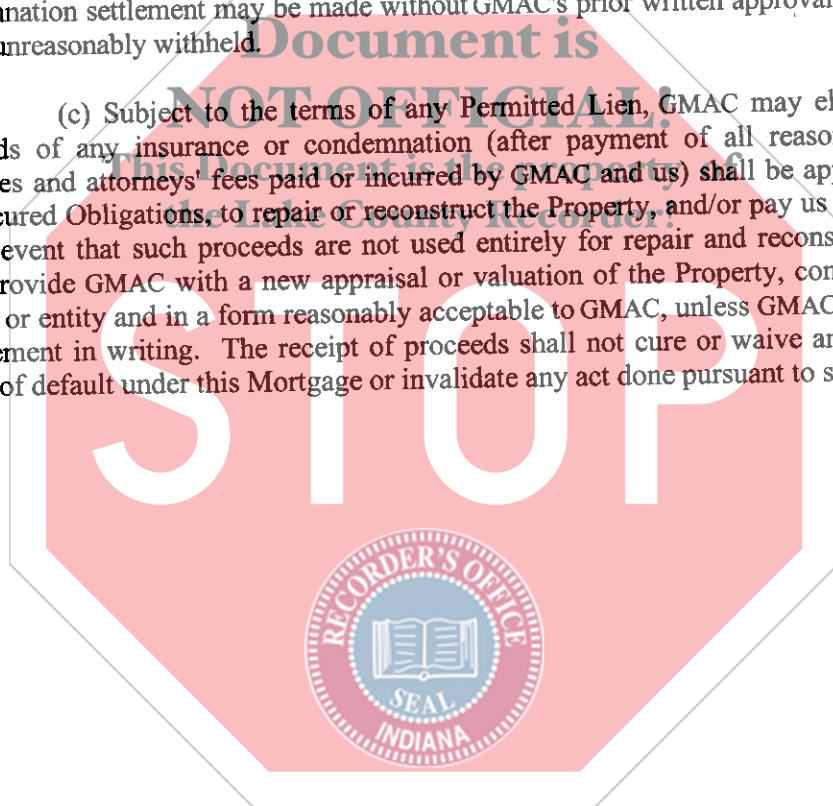 nation settlement may be made without GMAC's prior written approval
unreasonably withheld.
Document is
NOT OFFICIAL!
This Document is the property of
the Lake County Recorder!
(c) Subject to the terms of any Permitted Lien, GMAC may el
ds of any insurance or condemnation (after payment of all reaso
es and attorneys' fees paid or incurred by GMAC and us) shall be ap
cured Obligations, to repair or reconstruct the Property, and/or pay us
event that such proceeds are not used entirely for repair and recons
rovide GMAC with a new appraisal or valuation of the Property, con
or entity and in a form reasonably acceptable to GMAC, unless GMAC
ement in writing. The receipt of proceeds shall not cure or waive an
of default under this Mortgage or invalidate any act done pursuant to s
STOP
RECORDER'S OFFICE
SEAL
INDIANA